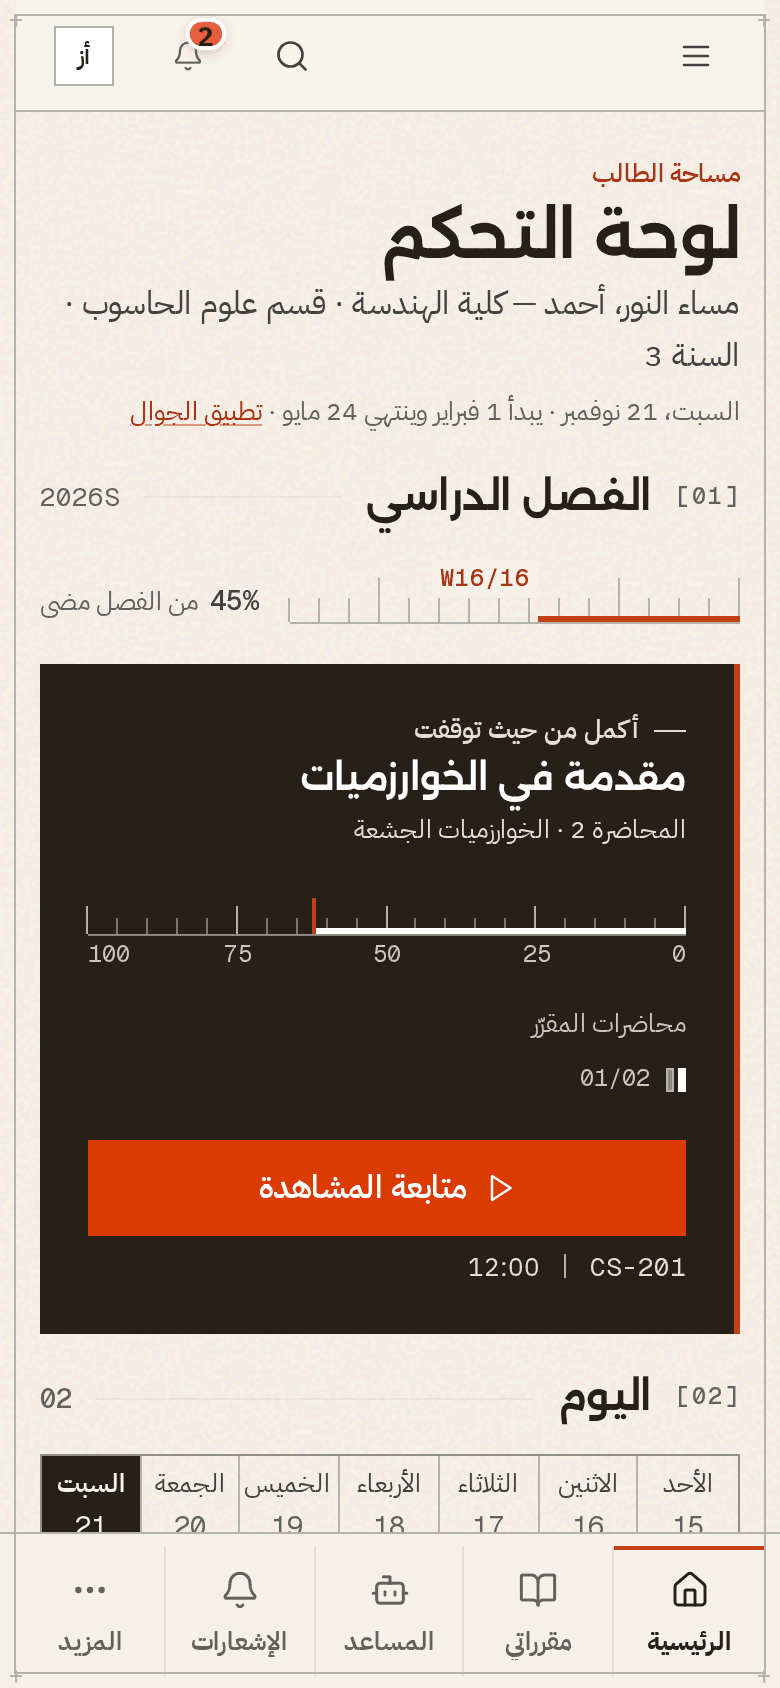 أز
2
مساحة الطالب
لوحة التحكم
مساء النور، أحمد — كلية الهندسة · قسم علوم الحاسوب ·
السنة 3
السبت، 21 نوفمبر · يبدأ 1 فبراير وينتهي 24 مايو · تطبيق الجوال
[01] الفصل الدراسي 2026S
W16/16
45% من الفصل مضى
— أكمل من حيث توقفت
مقدمة في الخوارزميات
المحاضرة 2 · الخوارزميات الجشعة
0 25 50 75 100
محاضرات المقرّر
01/02
متابعة المشاهدة
CS-201 | 12:00
[02] اليوم 02
الأحد الاثنين الثلاثاء الأربعاء الخميس الجمعة السبت
15 16 17 18 19 20 21
الرئيسية مقرراتي المساعد الإشعارات المزيد